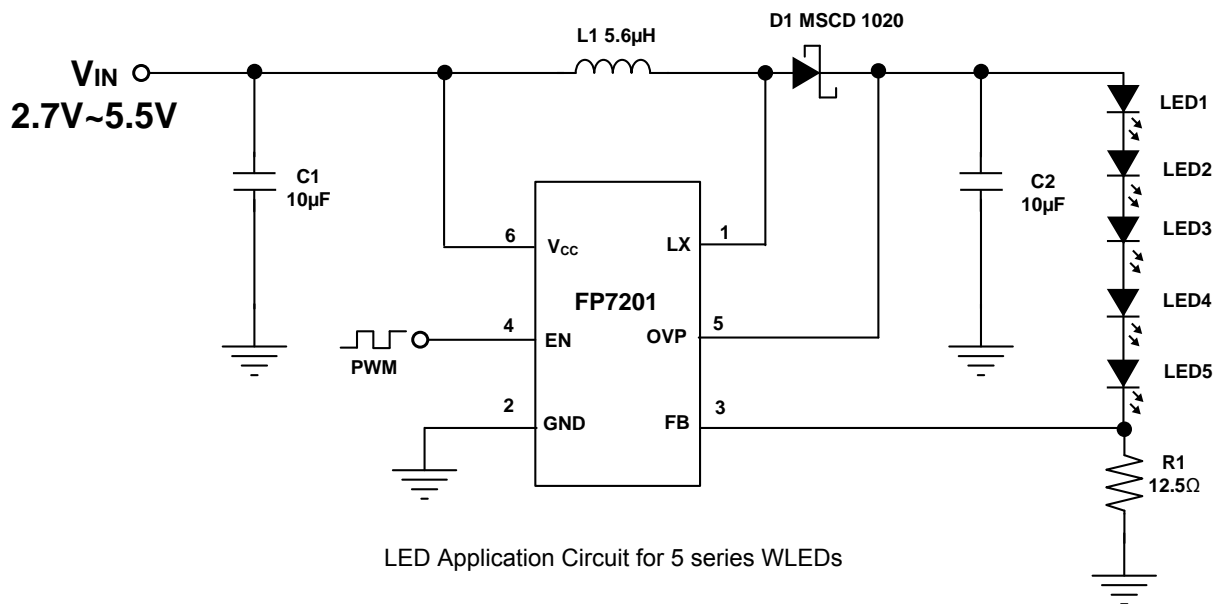 D1 MSCD 1020
L1 5.6µH
VIN
2.7V~5.5V
LED1
LED2
LED3
LED4
LED5
C1
10µF
C2
10µF
6
VCC
LX
1
FP7201
4
EN
OVP
5
PWM
2
GND
FB
3
R1
12.5Ω
LED Application Circuit for 5 series WLEDs